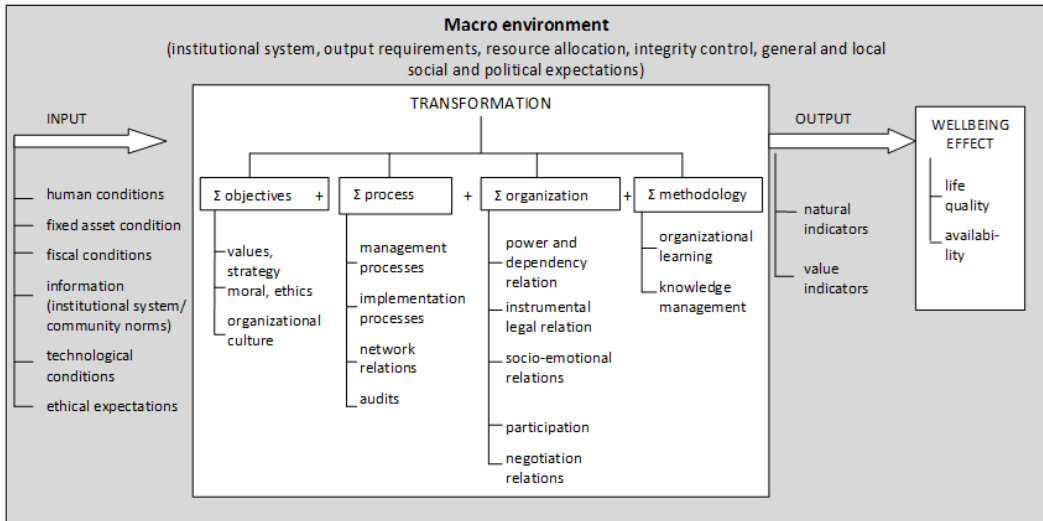 Macro environment
(institutional system, output requirements, resource allocation, integrity control, general and local
social and political expectations)
INPUT
human conditions
fixed asset condition
fiscal conditions
information
(institutional system/
community norms)
technological
conditions
ethical expectations
TRANSFORMATION
Σ objectives +
values,
strategy
moral, ethics
organizational
culture
Σ process +
management
processes
implementation
processes
network
relations
audits
Σ organization +
power and
dependency
relation
instrumental
legal relation
socio-emotional
relations
participation
negotiation
relations
Σ methodology
organizational
learning
knowledge
management
OUTPUT
natural
indicators
value
indicators
WELLBEING
EFFECT
life
quality
availabi-
lity